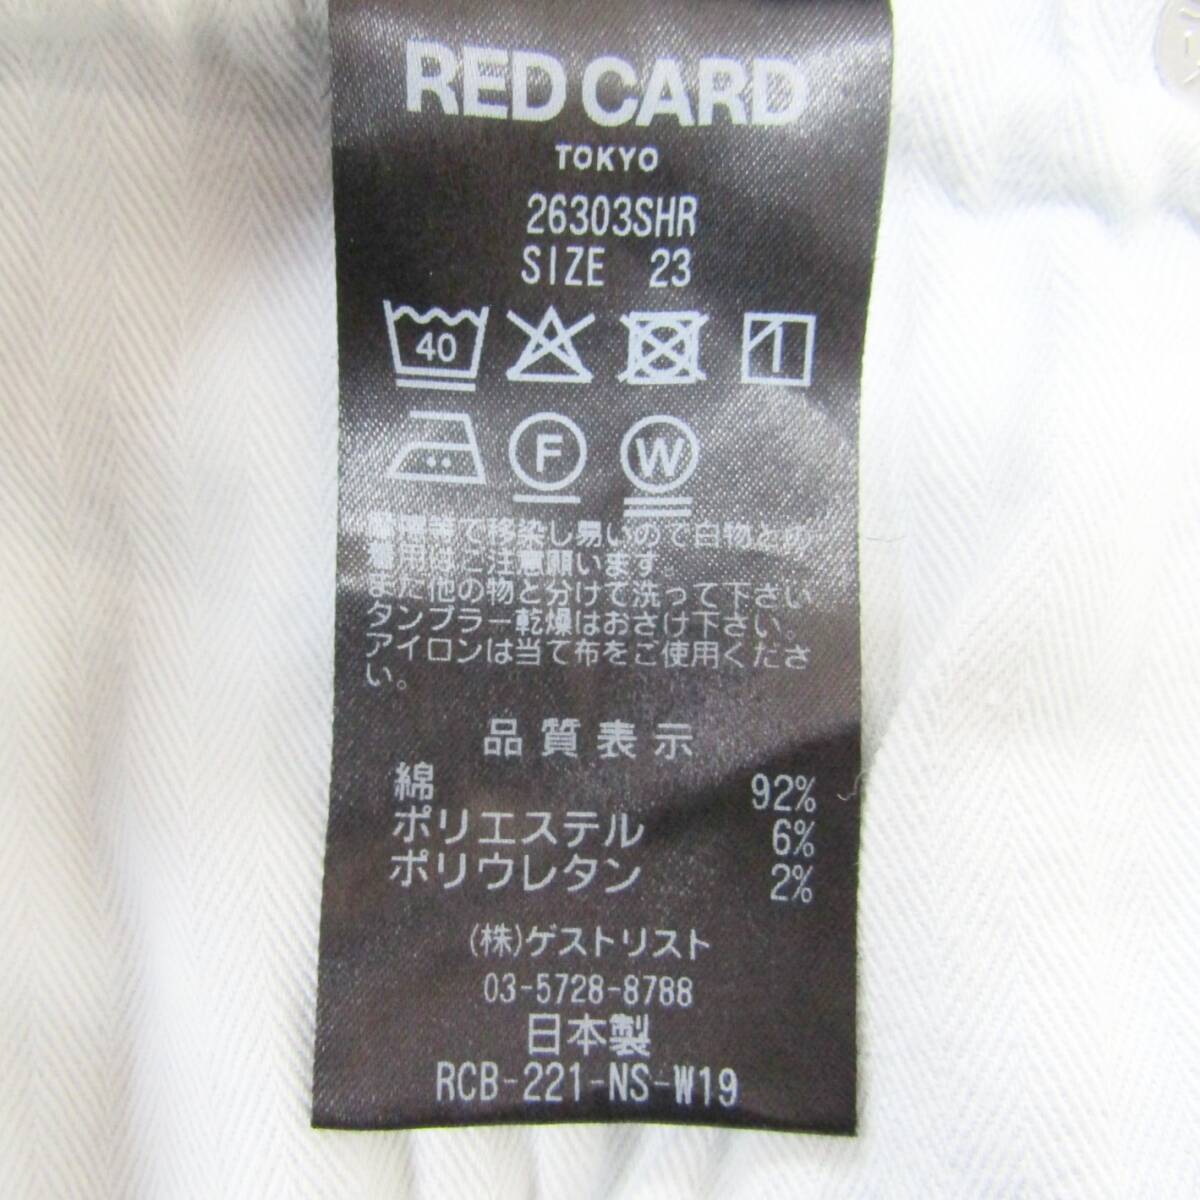 RED CARD
TOKYO
26303SHR
SIZE 23
40
F
W
摩擦等で移染し易いので白物との
着用はご注意願います。
また他の物と分けて洗って下さい
タンブラー乾燥はおさけ下さい。
アイロンは当て布をご使用くださ
い。
品質表示
綿 92%
ポリエステル 6%
ポリウレタン 2%
(株)ゲストリスト
03-5728-8788
日本製
RCB-221-NS-W19